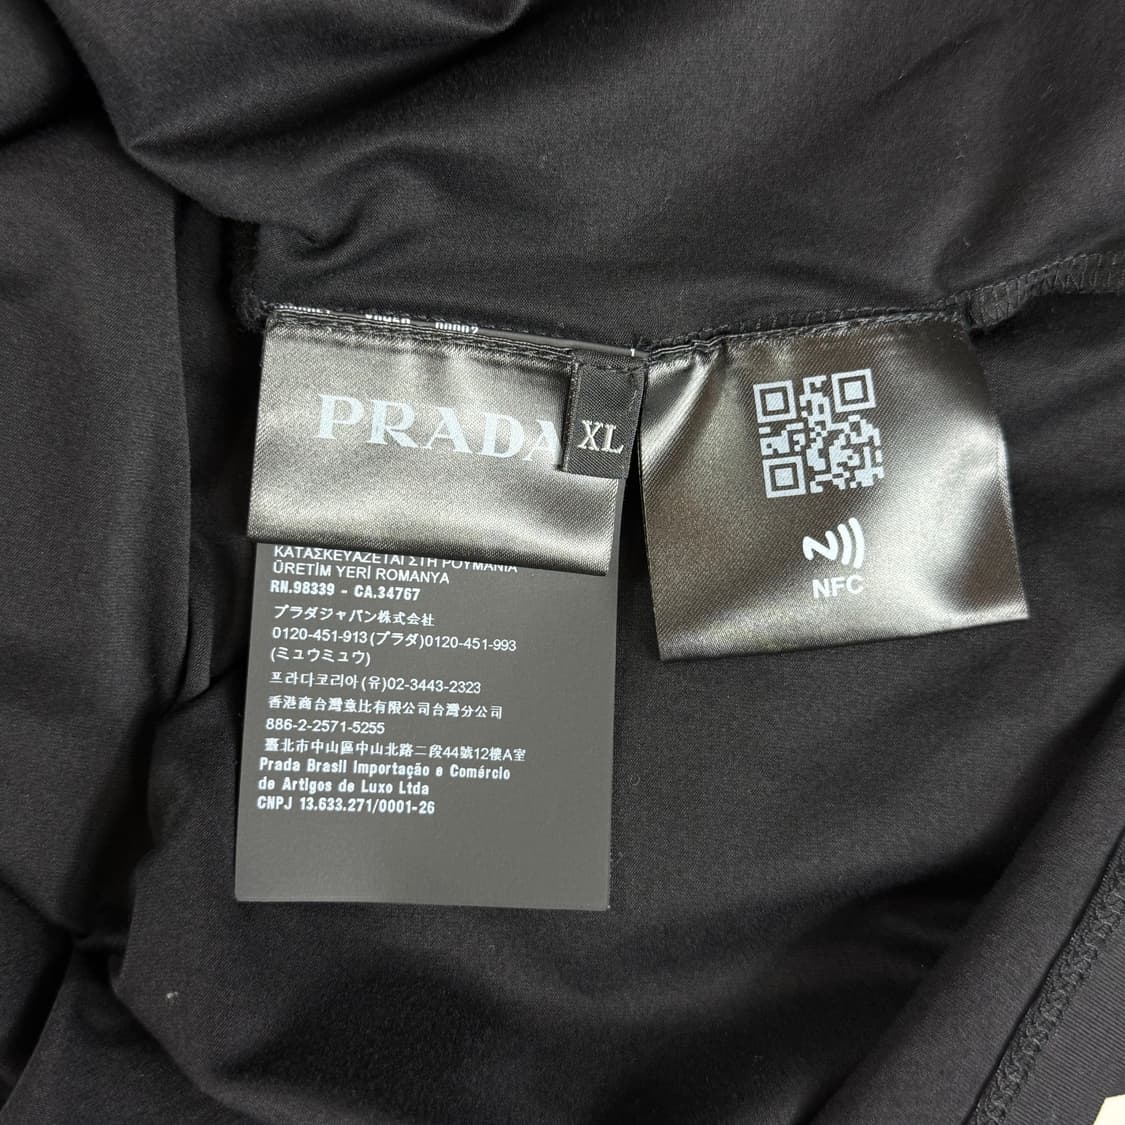 PRADA
XL
ΚΑΤΑΣΚΕΥΑΖΕΤΑΙ ΣΤΗ ΡΟΥΜΑΝΙΑ
ÜRETİM YERİ ROMANYA
RN.98339 - CA.34767
プラダジャパン株式会社
0120-451-913(プラダ)0120-451-993
(ミュウミュウ)
프라다코리아(유)02-3443-2323
香港商台灣壹比有限公司台灣分公司
886-2-2571-5255
臺北市中山區中山北路二段44號12樓A室
Prada Brasil Importação e Comércio
de Artigos de Luxo Ltda
CNPJ 13.633.271/0001-26
NFC